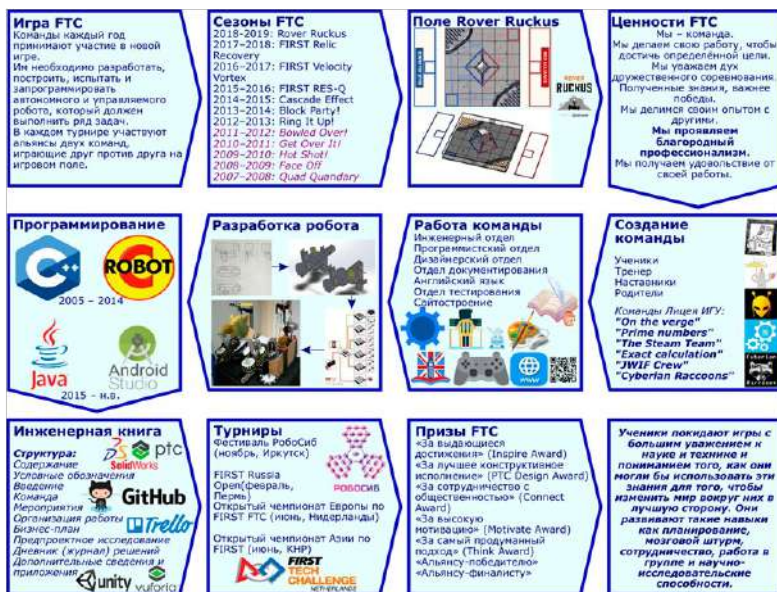 Игра FTC
Команды каждый год
принимают участие в новой
игре.
Им необходимо разработать,
построить, испытать и
запрограммировать
автономного и управляемого
робота, который должен
выполнить ряд задач.
В каждом турнире участвуют
альянсы двух команд,
играющие друг против друга на
игровом поле.
Сезоны FTC
2018-2019: Rover Ruckus
2017–2018: FIRST Relic
Recovery
2016–2017: FIRST Velocity
Vortex
2015–2016: FIRST RES-Q
2014–2015: Cascade Effect
2013–2014: Block Party!
2012–2013: Ring It Up!
2011–2012: Bowled Over!
2010–2011: Get Over It!
2009–2010: Hot Shot!
2008–2009: Face Off
2007–2008: Quad Quandary
Поле Rover Ruckus
ROVER
RUCKUS
Ценности FTC
Мы – команда.
Мы делаем свою работу, чтобы
достичь определённой цели.
Мы уважаем дух
дружественного соревнования.
Полученные знания, важнее
победы.
Мы делимся своим опытом с
другими.
Мы проявляем
благородный
профессионализм.
Мы получаем удовольствие от
своей работы.
Программирование
C++
ROBOT C
2005 – 2014
Java
Android
Studio
2015 – н.в.
Разработка робота
Работа команды
Инженерный отдел
Программистский отдел
Дизайнерский отдел
Отдел документирования
Английский язык
Отдел тестирования
Сайтостроение
www
Создание
команды
Ученики
Тренер
Наставники
Родители
Команды Лицея ИГУ:
"On the verge"
"Prime numbers"
"The Steam Team"
"Exact calculation"
"JWIF Crew"
"Cyberian Raccoons"
Cyberian
Raccoons
Инженерная книга
Структура:
Содержание
Условные обозначения
Введение
Команда
Мероприятия
Организация работы
Бизнес-план
Предпроектное исследование
Дневник (журнал) решений
Дополнительные сведения и
приложения
SolidWorks
ptc
GitHub
Trello
unity
vuforia
Турниры
Фестиваль РобоСиб
(ноябрь, Иркутск)
РОБОСИБ
FIRST Russia
Open(февраль,
Пермь)
Открытый чемпионат Европы по
FIRST FTC (июнь, Нидерланды)
Открытый чемпионат Азии по
FIRST (июнь, КНР)
FIRST
TECH
CHALLENGE
NETHERLANDS
Призы FTC
«За выдающиеся
достижения» (Inspire Award)
«За лучшее конструктивное
исполнение» (PTC Design Award)
«За сотрудничество с
общественностью» (Connect
Award)
«За высокую
мотивацию» (Motivate Award)
«За самый продуманный
подход» (Think Award)
«Альянсу-победителю»
«Альянсу-финалисту»
Ученики покидают игры с
большим уважением к
науке и технике и
пониманием того, как они
могли бы использовать эти
знания для того, чтобы
изменить мир вокруг них в
лучшую сторону. Они
развивают такие навыки
как планирование,
мозговой штурм,
сотрудничество, работа в
группе и научно-
исследовательские
способности.